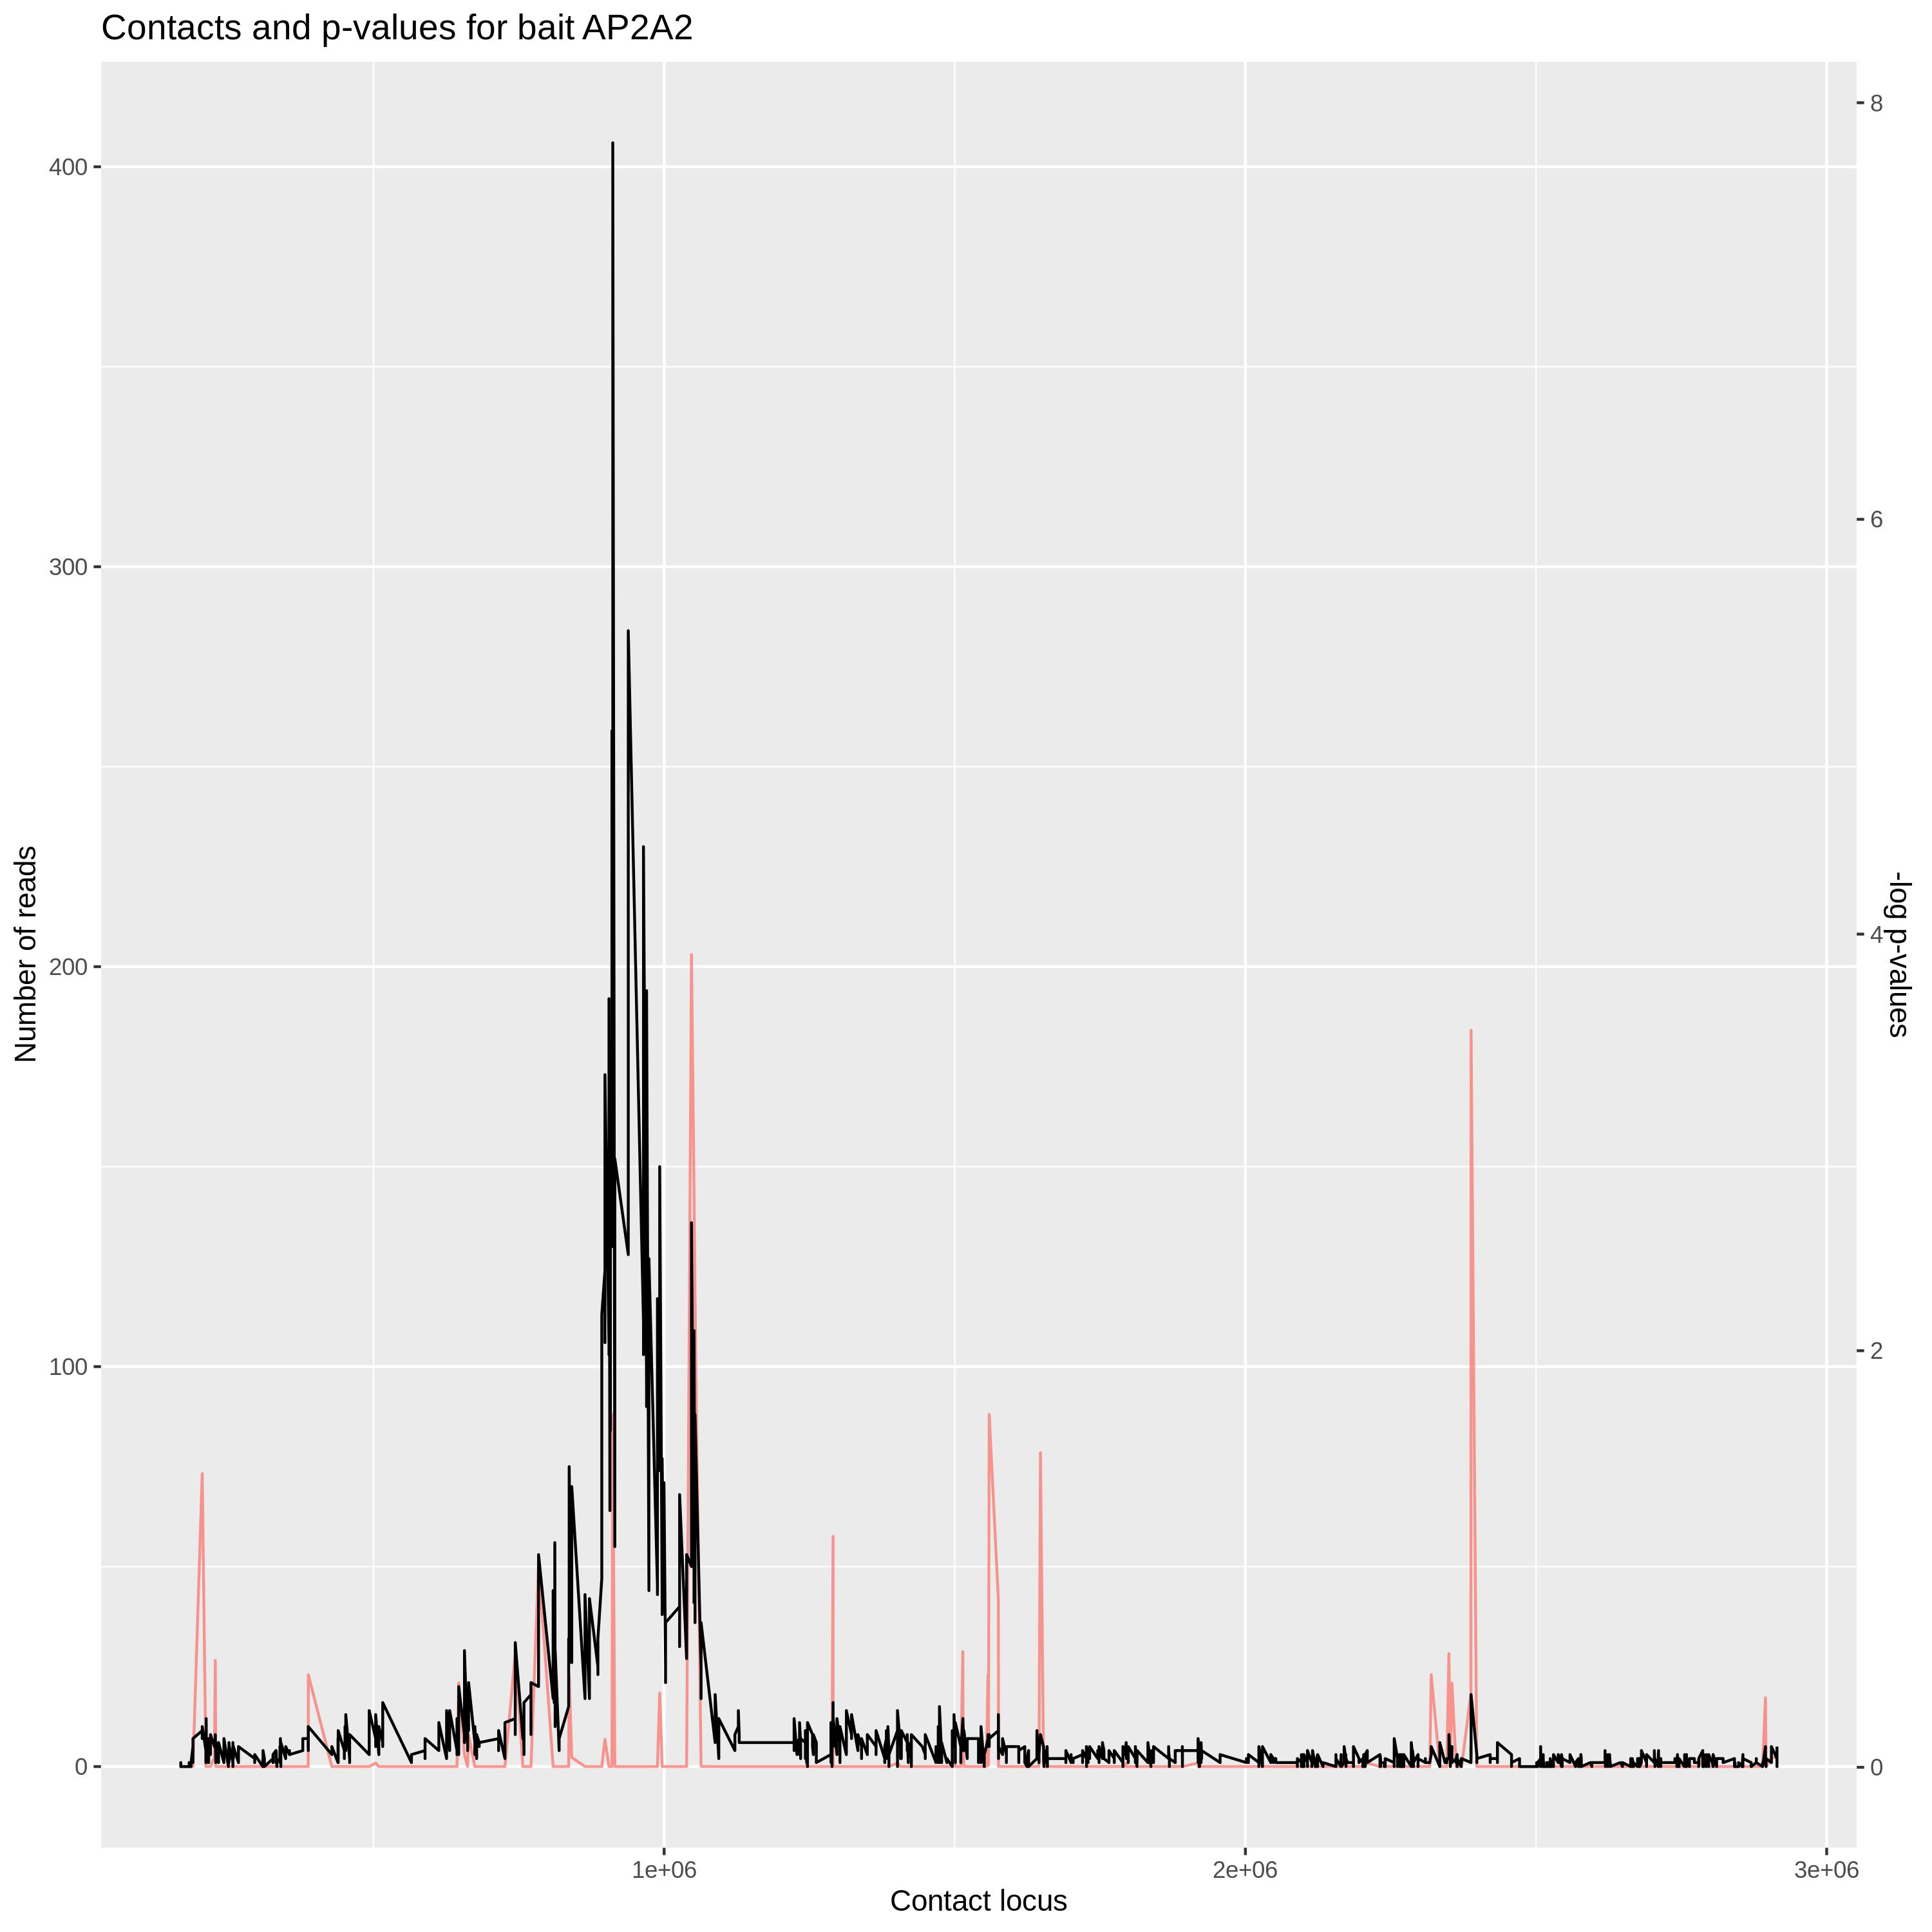 Contacts and p-values for bait AP2A2
8
400
6
300
Number of reads
-log p-values
4
200
2
100
0
0
1e+06
2e+06
3e+06
Contact locus